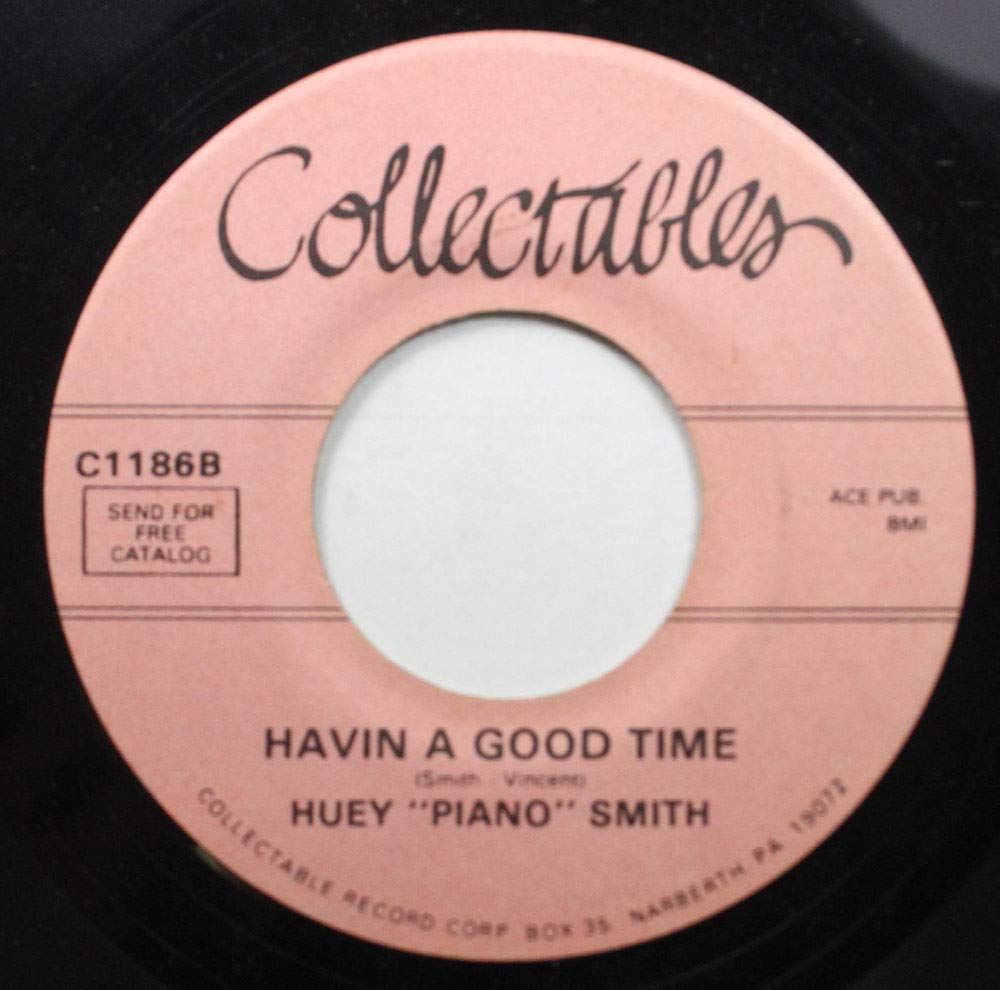 Collectables
C1186B
SEND FOR
FREE
CATALOG
ACE PUB.
BMI
HAVIN A GOOD TIME
(Smith - Vincent)
HUEY "PIANO" SMITH
COLLECTABLE RECORD CORP BOX 35 NARBERTH PA 19072